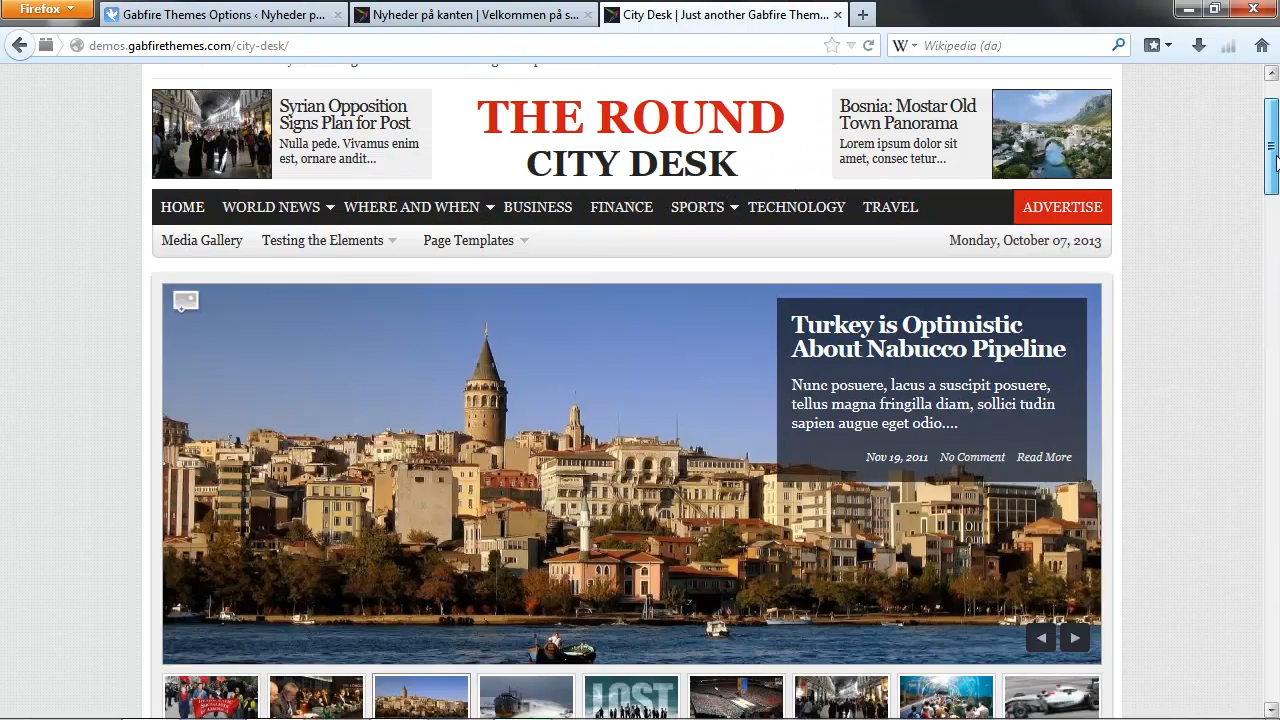 Firefox
Gabfire Themes Options ‹ Nyheder p...
Nyheder på kanten | Velkommen på s...
City Desk | Just another Gabfire Them...
demos.gabfirethemes.com/city-desk/
W
Wikipedia (da)
Syrian Opposition
Signs Plan for Post
Nulla pede. Vivamus enim
est, ornare andit...
THE ROUND
CITY DESK
Bosnia: Mostar Old
Town Panorama
Lorem ipsum dolor sit
amet, consec tetur...
HOME WORLD NEWS WHERE AND WHEN BUSINESS FINANCE SPORTS TECHNOLOGY TRAVEL ADVERTISE
Media Gallery Testing the Elements Page Templates Monday, October 07, 2013
Turkey is Optimistic
About Nabucco Pipeline
Nunc posuere, lacus a suscipit posuere,
tellus magna fringilla diam, sollici tudin
sapien augue eget odio....
Nov 19, 2011 No Comment Read More
LOST